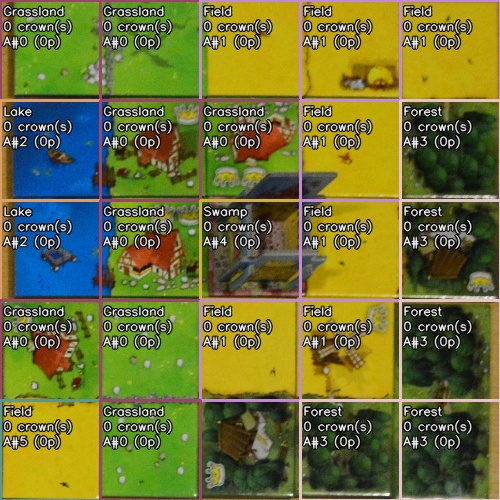 Grassland
0 crown(s)
A#0 (0p)
Grassland
0 crown(s)
A#0 (0p)
Field
0 crown(s)
A#1 (0p)
Field
0 crown(s)
A#1 (0p)
Field
0 crown(s)
A#1 (0p)
Lake
0 crown(s)
A#2 (0p)
Grassland
0 crown(s)
A#0 (0p)
Grassland
0 crown(s)
A#0 (0p)
Field
0 crown(s)
A#1 (0p)
Forest
0 crown(s)
A#3 (0p)
Lake
0 crown(s)
A#2 (0p)
Grassland
0 crown(s)
A#0 (0p)
Swamp
0 crown(s)
A#4 (0p)
Field
0 crown(s)
A#1 (0p)
Forest
0 crown(s)
A#3 (0p)
Grassland
0 crown(s)
A#0 (0p)
Grassland
0 crown(s)
A#0 (0p)
Field
0 crown(s)
A#1 (0p)
Field
0 crown(s)
A#1 (0p)
Forest
0 crown(s)
A#3 (0p)
Field
0 crown(s)
A#5 (0p)
Grassland
0 crown(s)
A#0 (0p)
Forest
0 crown(s)
A#3 (0p)
Forest
0 crown(s)
A#3 (0p)